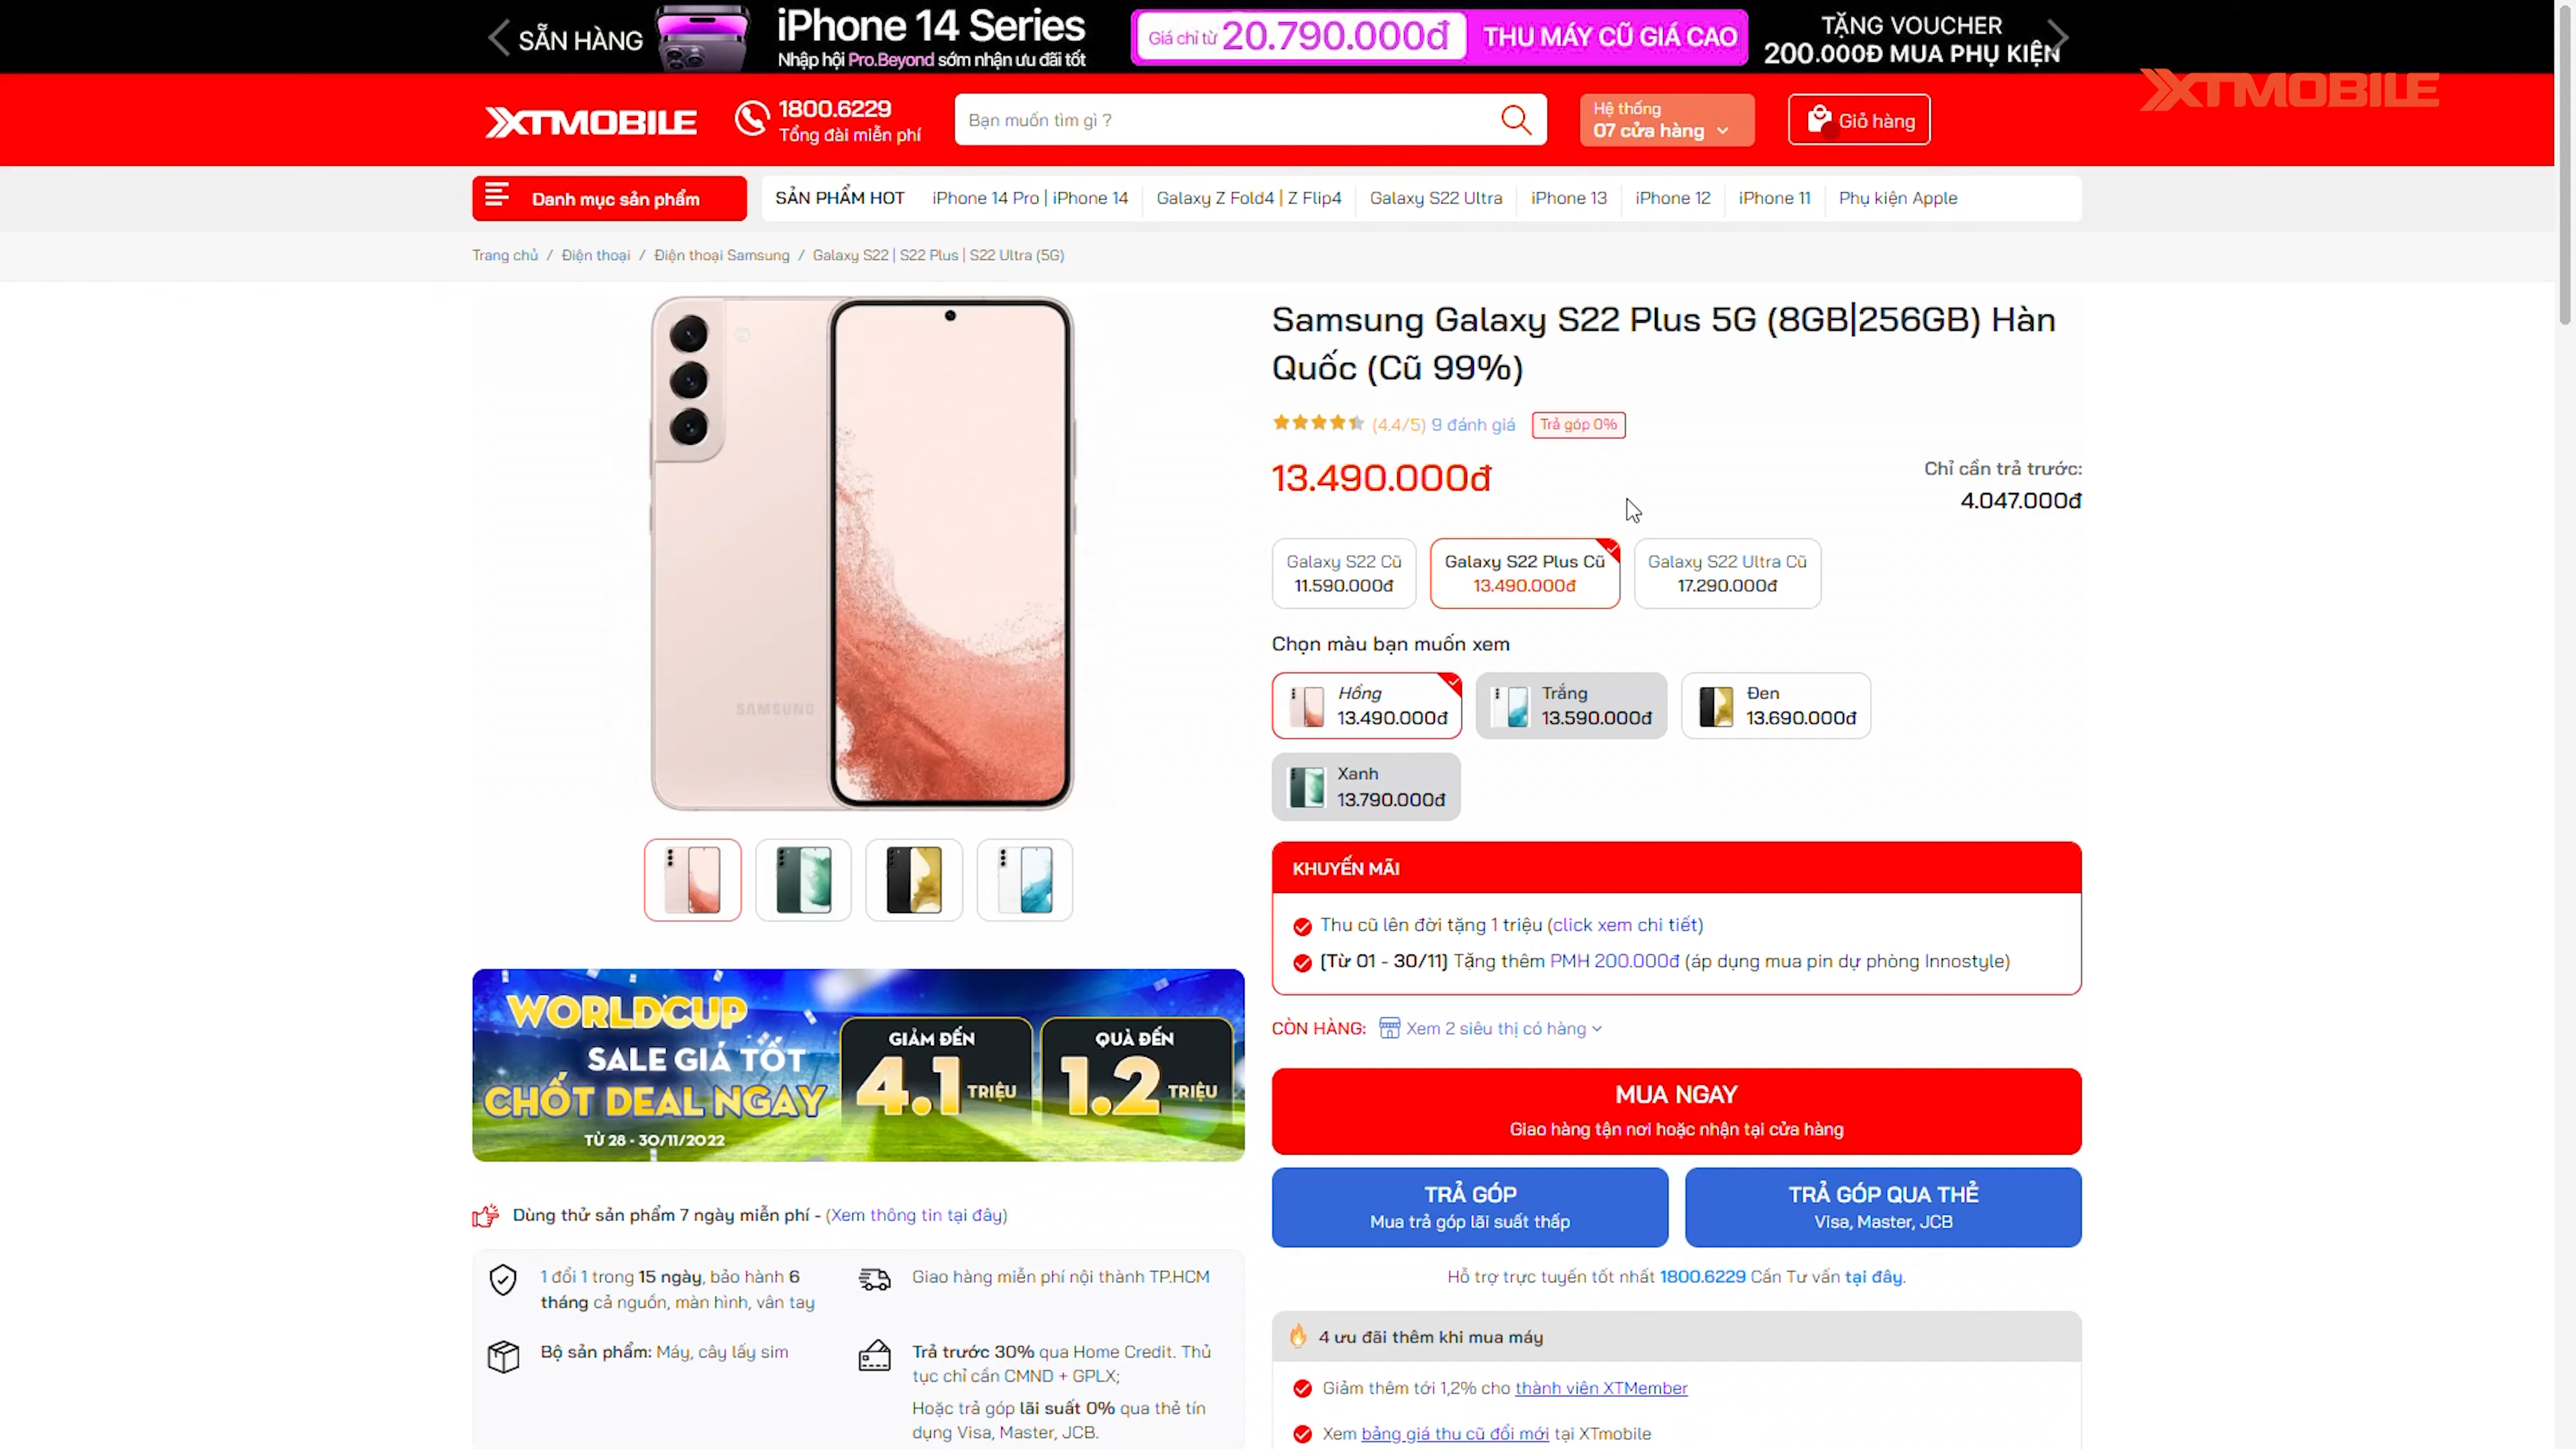 SẴN HÀNG
iPhone 14 Series
Nhập hội Pro.Beyond sớm nhận ưu đãi tốt
Giá chỉ từ 20.790.000đ
THU MÁY CŨ GIÁ CAO
TẶNG VOUCHER
200.000Đ MUA PHỤ KIỆN
XTMOBILE
XTMOBILE
1800.6229
Tổng đài miễn phí
Bạn muốn tìm gì ?
Hệ thống
07 cửa hàng
Giỏ hàng
Danh mục sản phẩm
SẢN PHẨM HOT
iPhone 14 Pro | iPhone 14
Galaxy Z Fold4 | Z Flip4
Galaxy S22 Ultra
iPhone 13
iPhone 12
iPhone 11
Phụ kiện Apple
Trang chủ / Điện thoại / Điện thoại Samsung / Galaxy S22 | S22 Plus | S22 Ultra (5G)
SAMSUNG
Samsung Galaxy S22 Plus 5G (8GB|256GB) Hàn
Quốc (Cũ 99%)
(4.4/5) 9 đánh giá
Trả góp 0%
13.490.000đ
Chỉ cần trả trước:
4.047.000đ
Galaxy S22 Cũ
11.590.000đ
Galaxy S22 Plus Cũ
13.490.000đ
Galaxy S22 Ultra Cũ
17.290.000đ
Chọn màu bạn muốn xem
Hồng
13.490.000đ
Trắng
13.590.000đ
Đen
13.690.000đ
Xanh
13.790.000đ
KHUYẾN MÃI
Thu cũ lên đời tặng 1 triệu (click xem chi tiết)
(Từ 01 - 30/11) Tặng thêm PMH 200.000đ (áp dụng mua pin dự phòng Innostyle)
CÒN HÀNG: Xem 2 siêu thị có hàng
MUA NGAY
Giao hàng tận nơi hoặc nhận tại cửa hàng
TRẢ GÓP
Mua trả góp lãi suất thấp
TRẢ GÓP QUA THẺ
Visa, Master, JCB
Hỗ trợ trực tuyến tốt nhất 1800.6229 Cần Tư vấn tại đây.
4 ưu đãi thêm khi mua máy
Giảm thêm tới 1,2% cho thành viên XTMember
Xem bảng giá thu cũ đổi mới tại XTmobile
WORLDCUP
SALE GIÁ TỐT
CHỐT DEAL NGAY
TỪ 28 - 30/11/2022
GIẢM ĐẾN
4.1 TRIỆU
QUÀ ĐẾN
1.2 TRIỆU
Dùng thử sản phẩm 7 ngày miễn phí - (Xem thông tin tại đây)
1 đổi 1 trong 15 ngày, bảo hành 6
tháng cả nguồn, màn hình, vân tay
Giao hàng miễn phí nội thành TP.HCM
Bộ sản phẩm: Máy, cây lấy sim
Trả trước 30% qua Home Credit. Thủ
tục chỉ cần CMND + GPLX;
Hoặc trả góp lãi suất 0% qua thẻ tín
dụng Visa, Master, JCB.